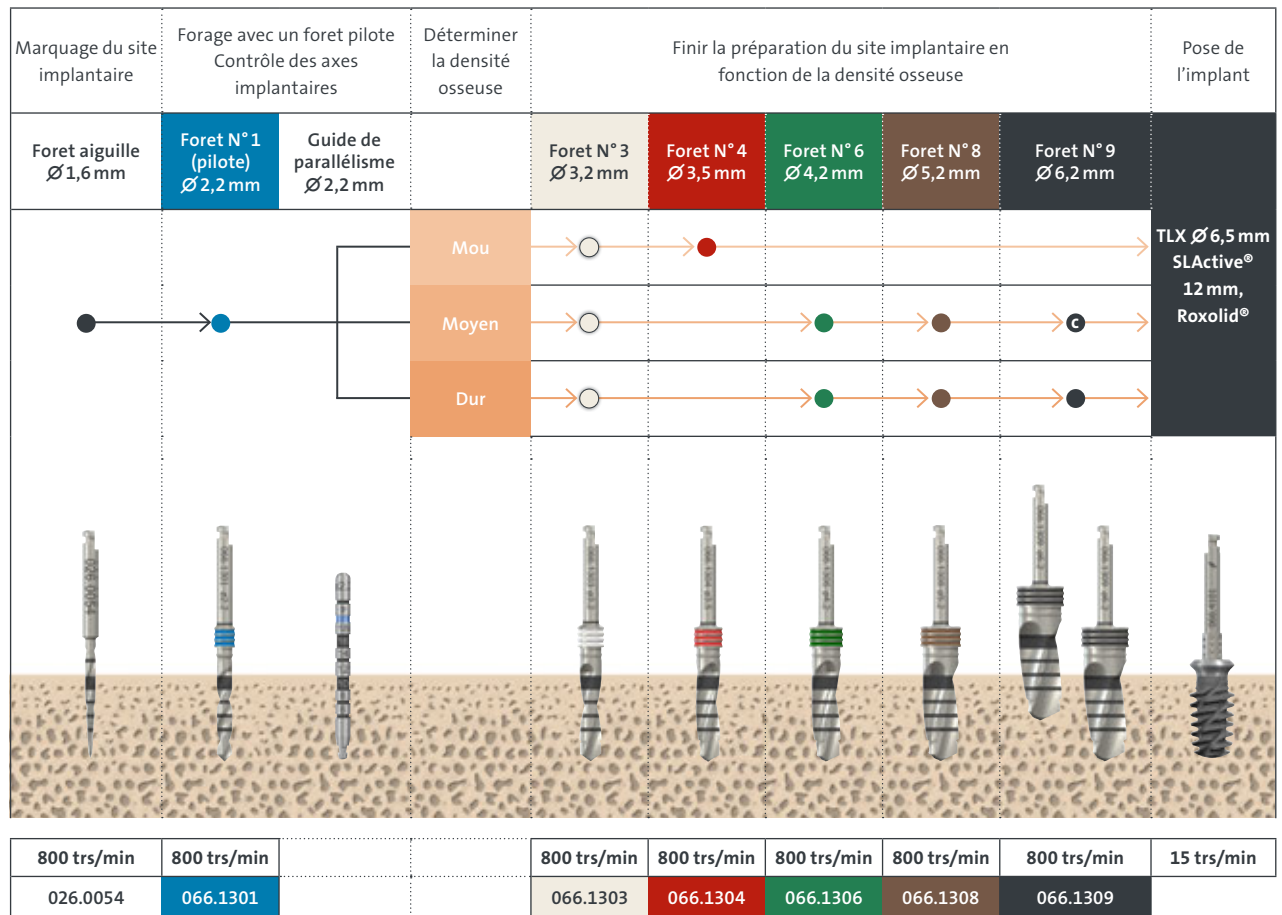 Marquage du site
implantaire
Forage avec un foret pilote
Contrôle des axes
implantaires
Déterminer
la densité
osseuse
Finir la préparation du site implantaire en
fonction de la densité osseuse
Pose de
l’implant
Foret aiguille
Ø 1,6 mm
Foret N° 1
(pilote)
Ø 2,2 mm
Guide de
parallélisme
Ø 2,2 mm
Foret N° 3
Ø 3,2 mm
Foret N° 4
Ø 3,5 mm
Foret N° 6
Ø 4,2 mm
Foret N° 8
Ø 5,2 mm
Foret N° 9
Ø 6,2 mm
TLX Ø 6,5 mm
SLActive®
12 mm,
Roxolid®
Mou
Moyen
c
Dur
026.0054
800 trs/min
800 trs/min
800 trs/min
800 trs/min
800 trs/min
800 trs/min
800 trs/min
15 trs/min
026.0054
066.1301
066.1303
066.1304
066.1306
066.1308
066.1309